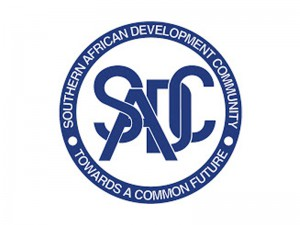 SOUTHERN AFRICAN DEVELOPMENT COMMUNITY
SADC
TOWARDS A COMMON FUTURE